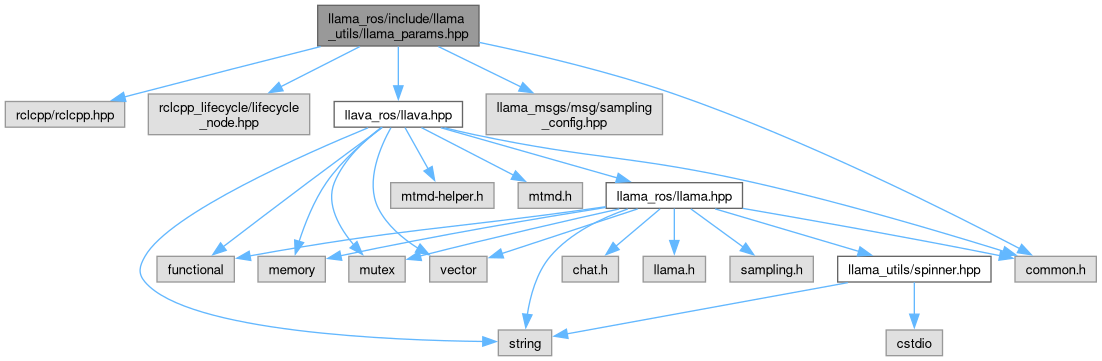 llama_ros/include/llama
_utils/llama_params.hpp
rclcpp/rclcpp.hpp
rclcpp_lifecycle/lifecycle
_node.hpp
llava_ros/llava.hpp
llama_msgs/msg/sampling
_config.hpp
mtmd-helper.h
mtmd.h
llama_ros/llama.hpp
functional
memory
mutex
vector
chat.h
llama.h
sampling.h
llama_utils/spinner.hpp
common.h
string
cstdio